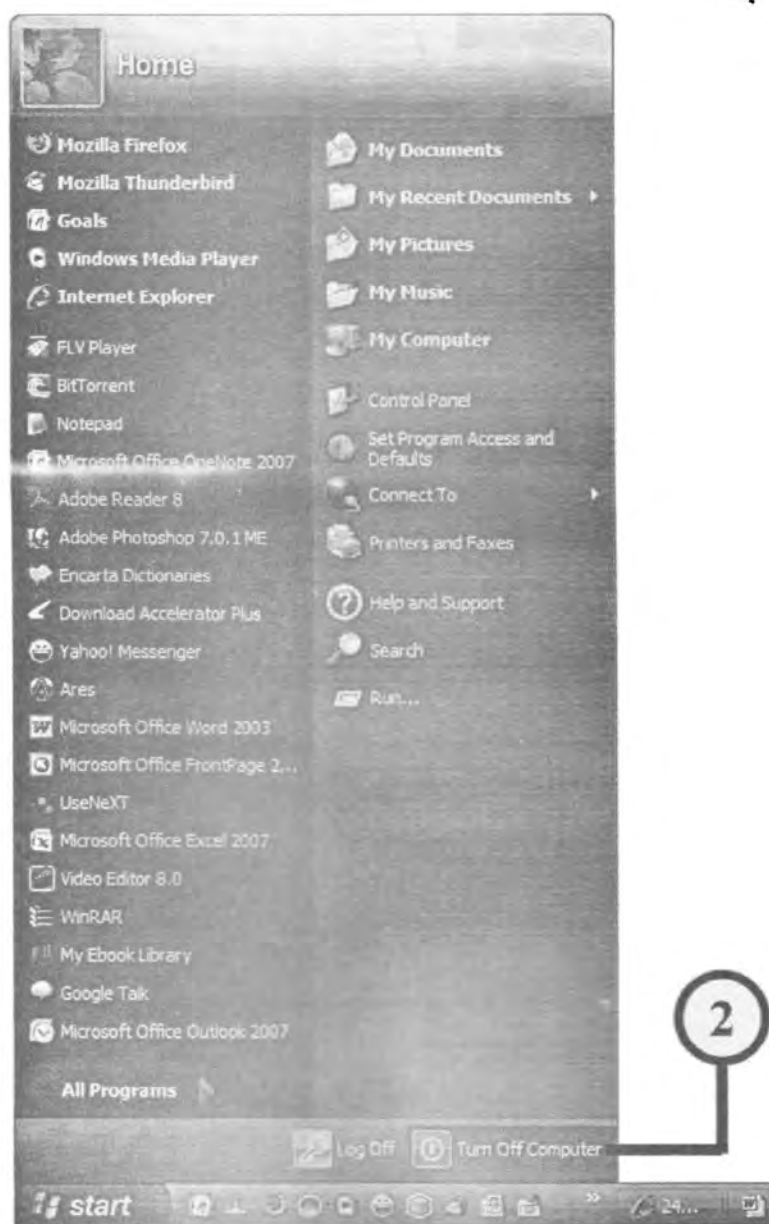 Home
Mozilla Firefox
Mozilla Thunderbird
Goals
Windows Media Player
Internet Explorer
FLV Player
BitTorrent
Notepad
Microsoft Office OneNote 2007
Adobe Reader 8
Adobe Photoshop 7.0.1 ME
Encarta Dictionaries
Download Accelerator Plus
Yahoo! Messenger
Ares
Microsoft Office Word 2003
Microsoft Office FrontPage 2...
UseNeXT
Microsoft Office Excel 2007
Video Editor 8.0
WinRAR
My Ebook Library
Google Talk
Microsoft Office Outlook 2007
All Programs
My Documents
My Recent Documents
My Pictures
My Music
My Computer
Control Panel
Set Program Access and
Defaults
Connect To
Printers and Faxes
Help and Support
Search
Run...
2
Log Off
Turn Off Computer
start
» 24...